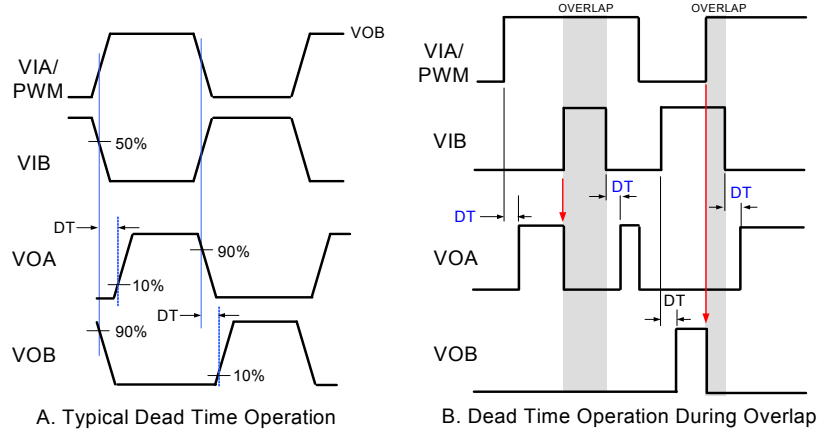 VIA/
PWM
VOB
VIB
50%
DT
VOA
90%
10%
DT
VOB
90%
10%
A. Typical Dead Time Operation
OVERLAP
OVERLAP
VIA/
PWM
VIB
DT
DT
DT
VOA
DT
VOB
B. Dead Time Operation During Overlap